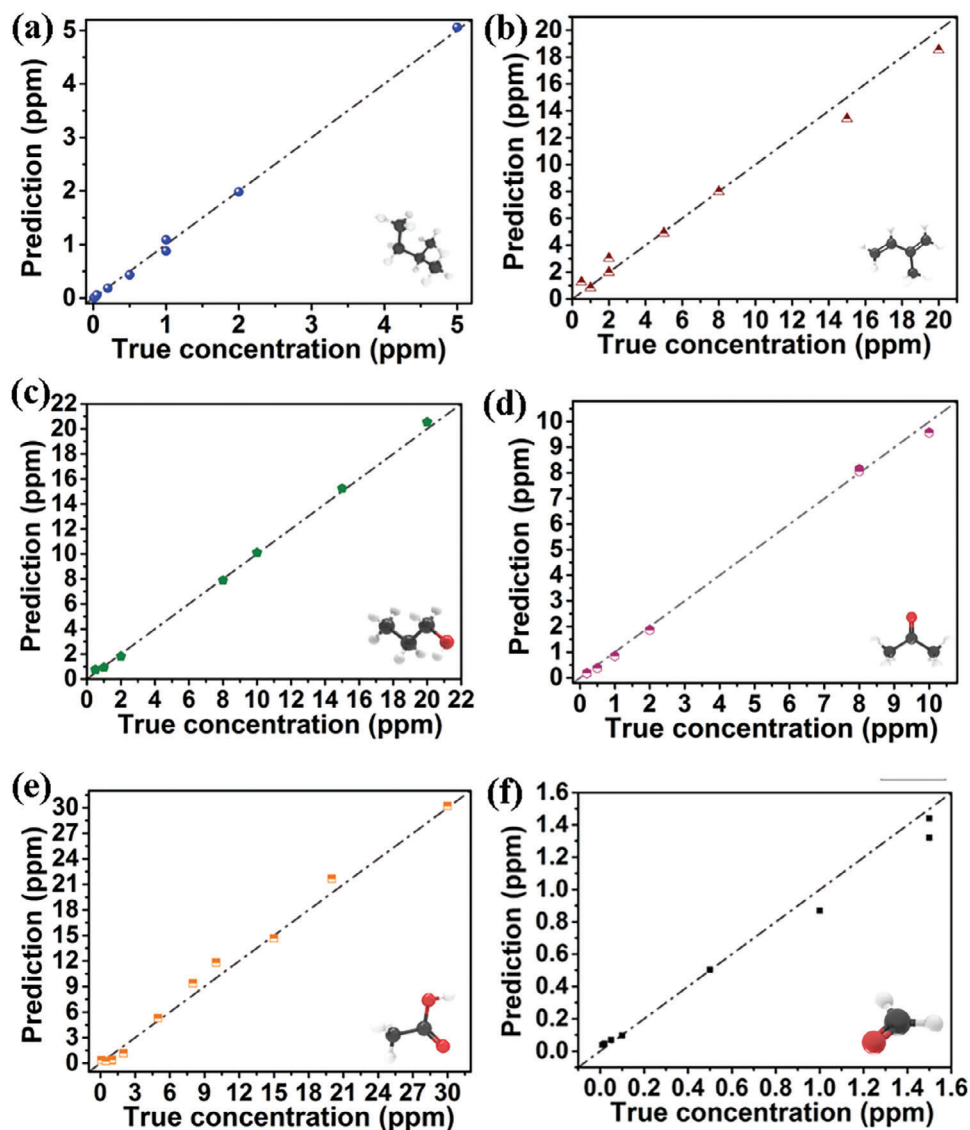 (a)
Prediction (ppm)
5
4
3
2
1
0
0 1 2 3 4 5
True concentration (ppm)
(b)
Prediction (ppm)
20
18
16
14
12
10
8
6
4
2
0
0 2 4 6 8 10 12 14 16 18 20
True concentration (ppm)
(c)
Prediction (ppm)
22
20
18
16
14
12
10
8
6
4
2
0
0 2 4 6 8 10 12 14 16 18 20 22
True concentration (ppm)
(d)
Prediction (ppm)
10
9
8
7
6
5
4
3
2
1
0
0 1 2 3 4 5 6 7 8 9 10
True concentration (ppm)
(e)
Prediction (ppm)
30
27
24
21
18
15
12
9
6
3
0
0 3 6 9 12 15 18 21 24 27 30
True concentration (ppm)
(f)
Prediction (ppm)
1.6
1.4
1.2
1.0
0.8
0.6
0.4
0.2
0.0
0.0 0.2 0.4 0.6 0.8 1.0 1.2 1.4 1.6
True concentration (ppm)